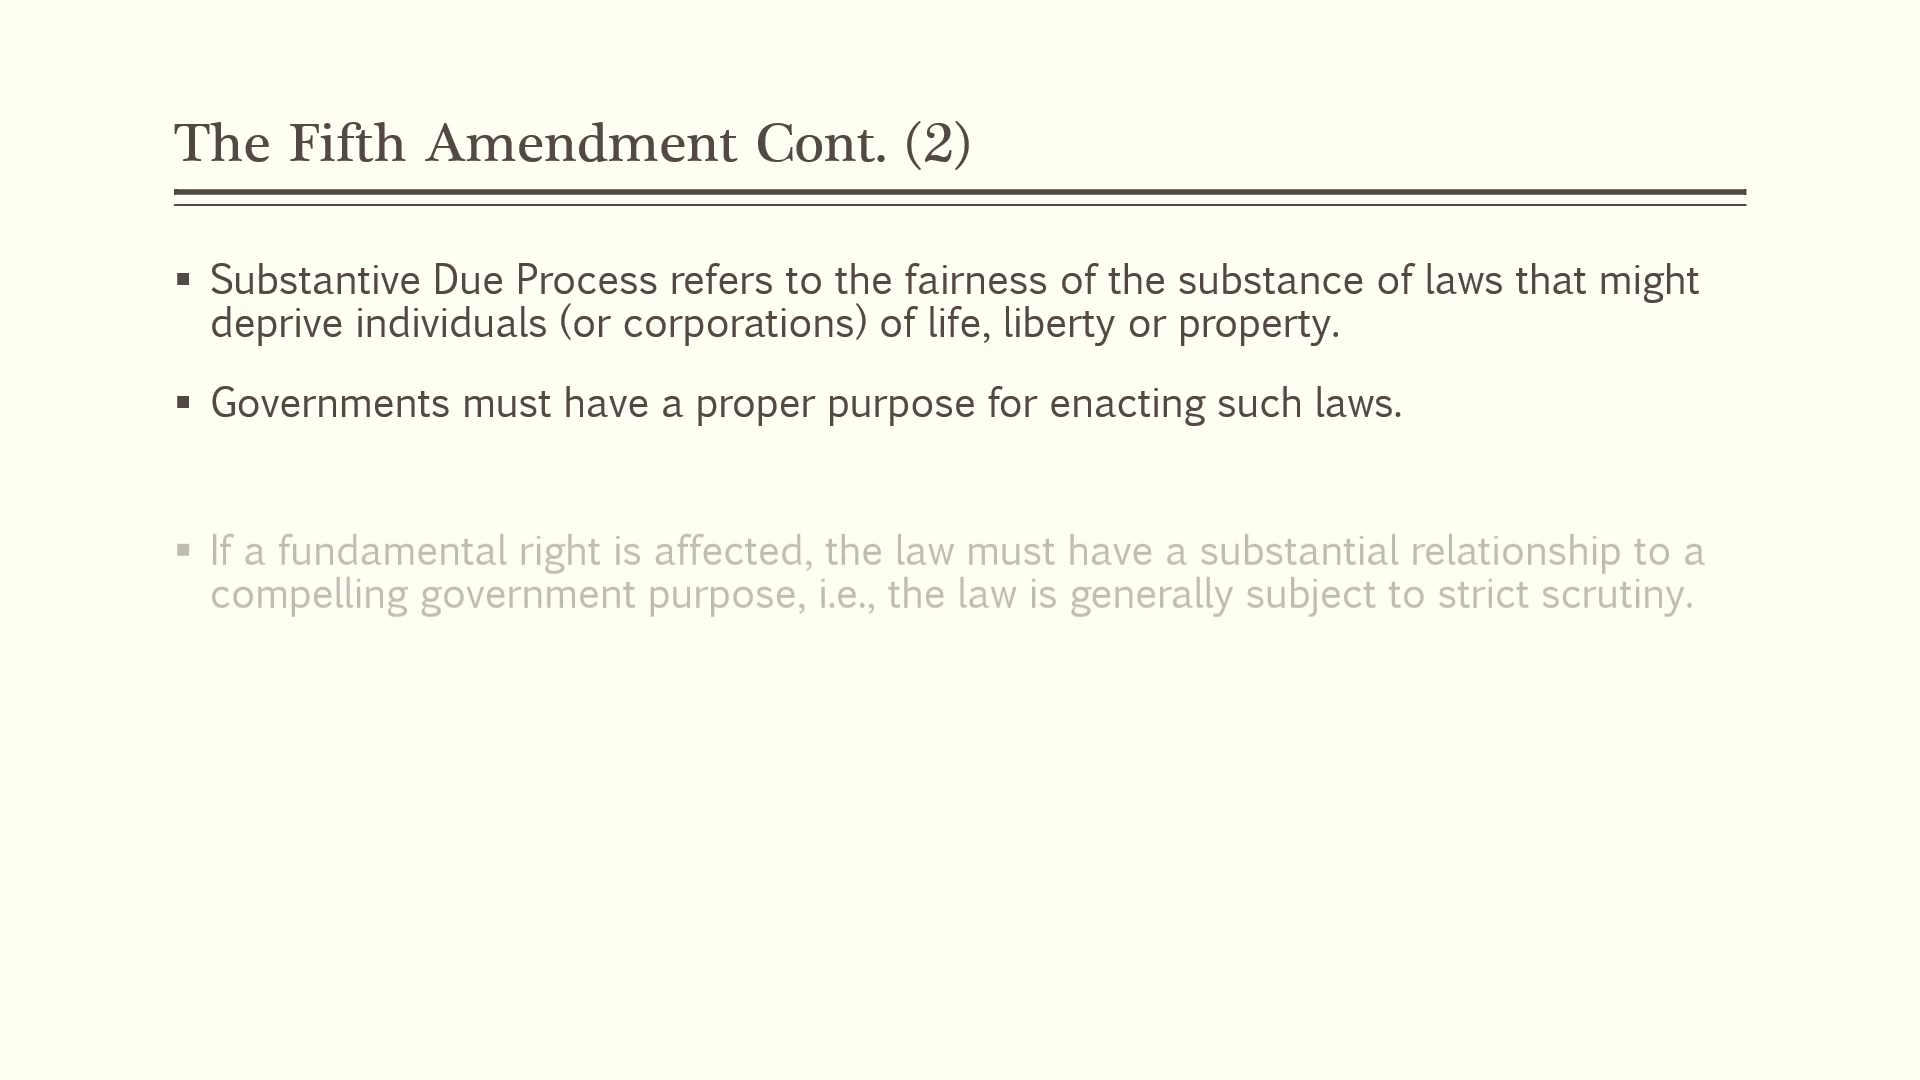 The Fifth Amendment Cont. (2)
▪ Substantive Due Process refers to the fairness of the substance of laws that might
deprive individuals (or corporations) of life, liberty or property.
▪ Governments must have a proper purpose for enacting such laws.
▪ If a fundamental right is affected, the law must have a substantial relationship to a
compelling government purpose, i.e., the law is generally subject to strict scrutiny.